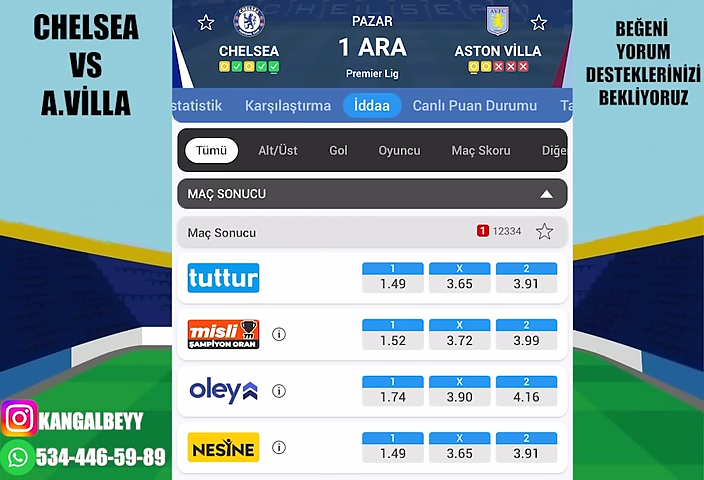 CHELSEA
VS
A.VİLLA
PAZAR
1 ARA
Premier Lig
CHELSEA
ASTON VİLLA
BEĞENİ
YORUM
DESTEKLERİNİZİ
BEKLİYORUZ
statistik Karşılaştırma İddaa Canlı Puan Durumu Ta
Tümü Alt/Üst Gol Oyuncu Maç Skoru Diğe
MAÇ SONUCU
Maç Sonucu 1 12334
tuttur
1 X 2
1.49 3.65 3.91
misli
ŞAMPİYON ORAN
1 X 2
1.52 3.72 3.99
oley
1 X 2
1.74 3.90 4.16
NESİNE
1 X 2
1.49 3.65 3.91
KANGALBEYY
534-446-59-89